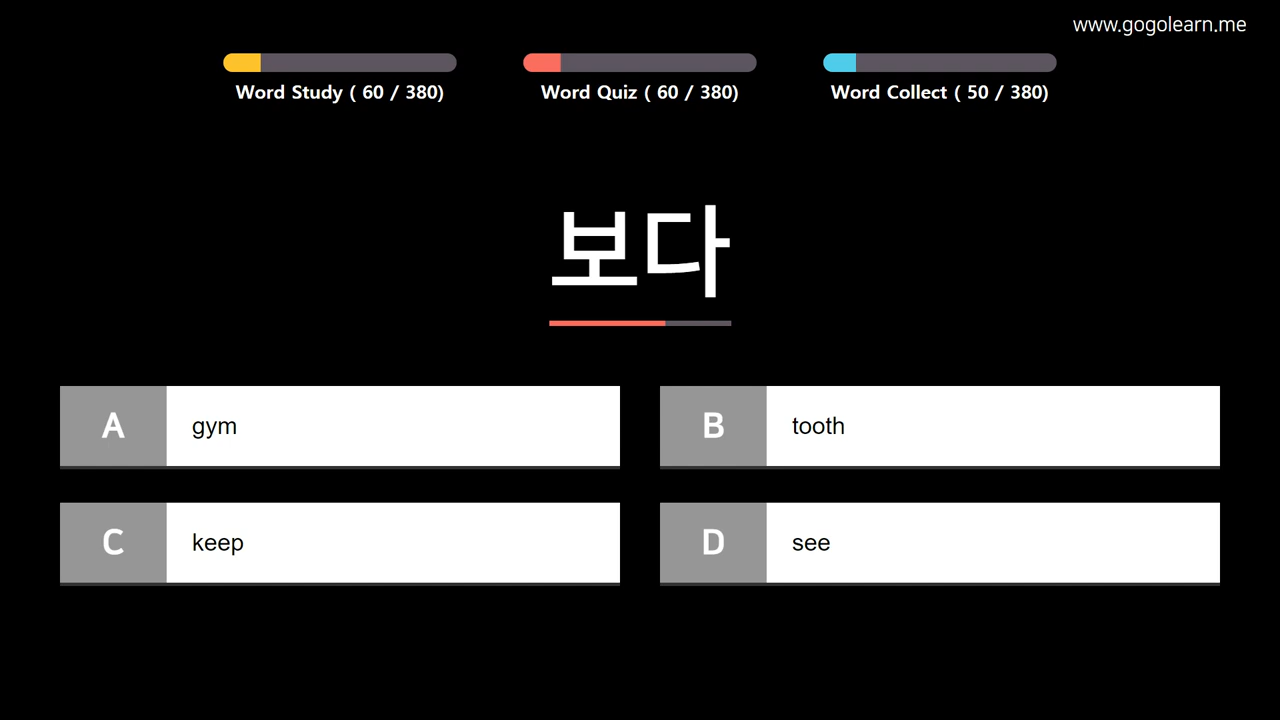 www.gogolearn.me
Word Study ( 60 / 380)
Word Quiz ( 60 / 380)
Word Collect ( 50 / 380)
보다
A gym
B tooth
C keep
D see